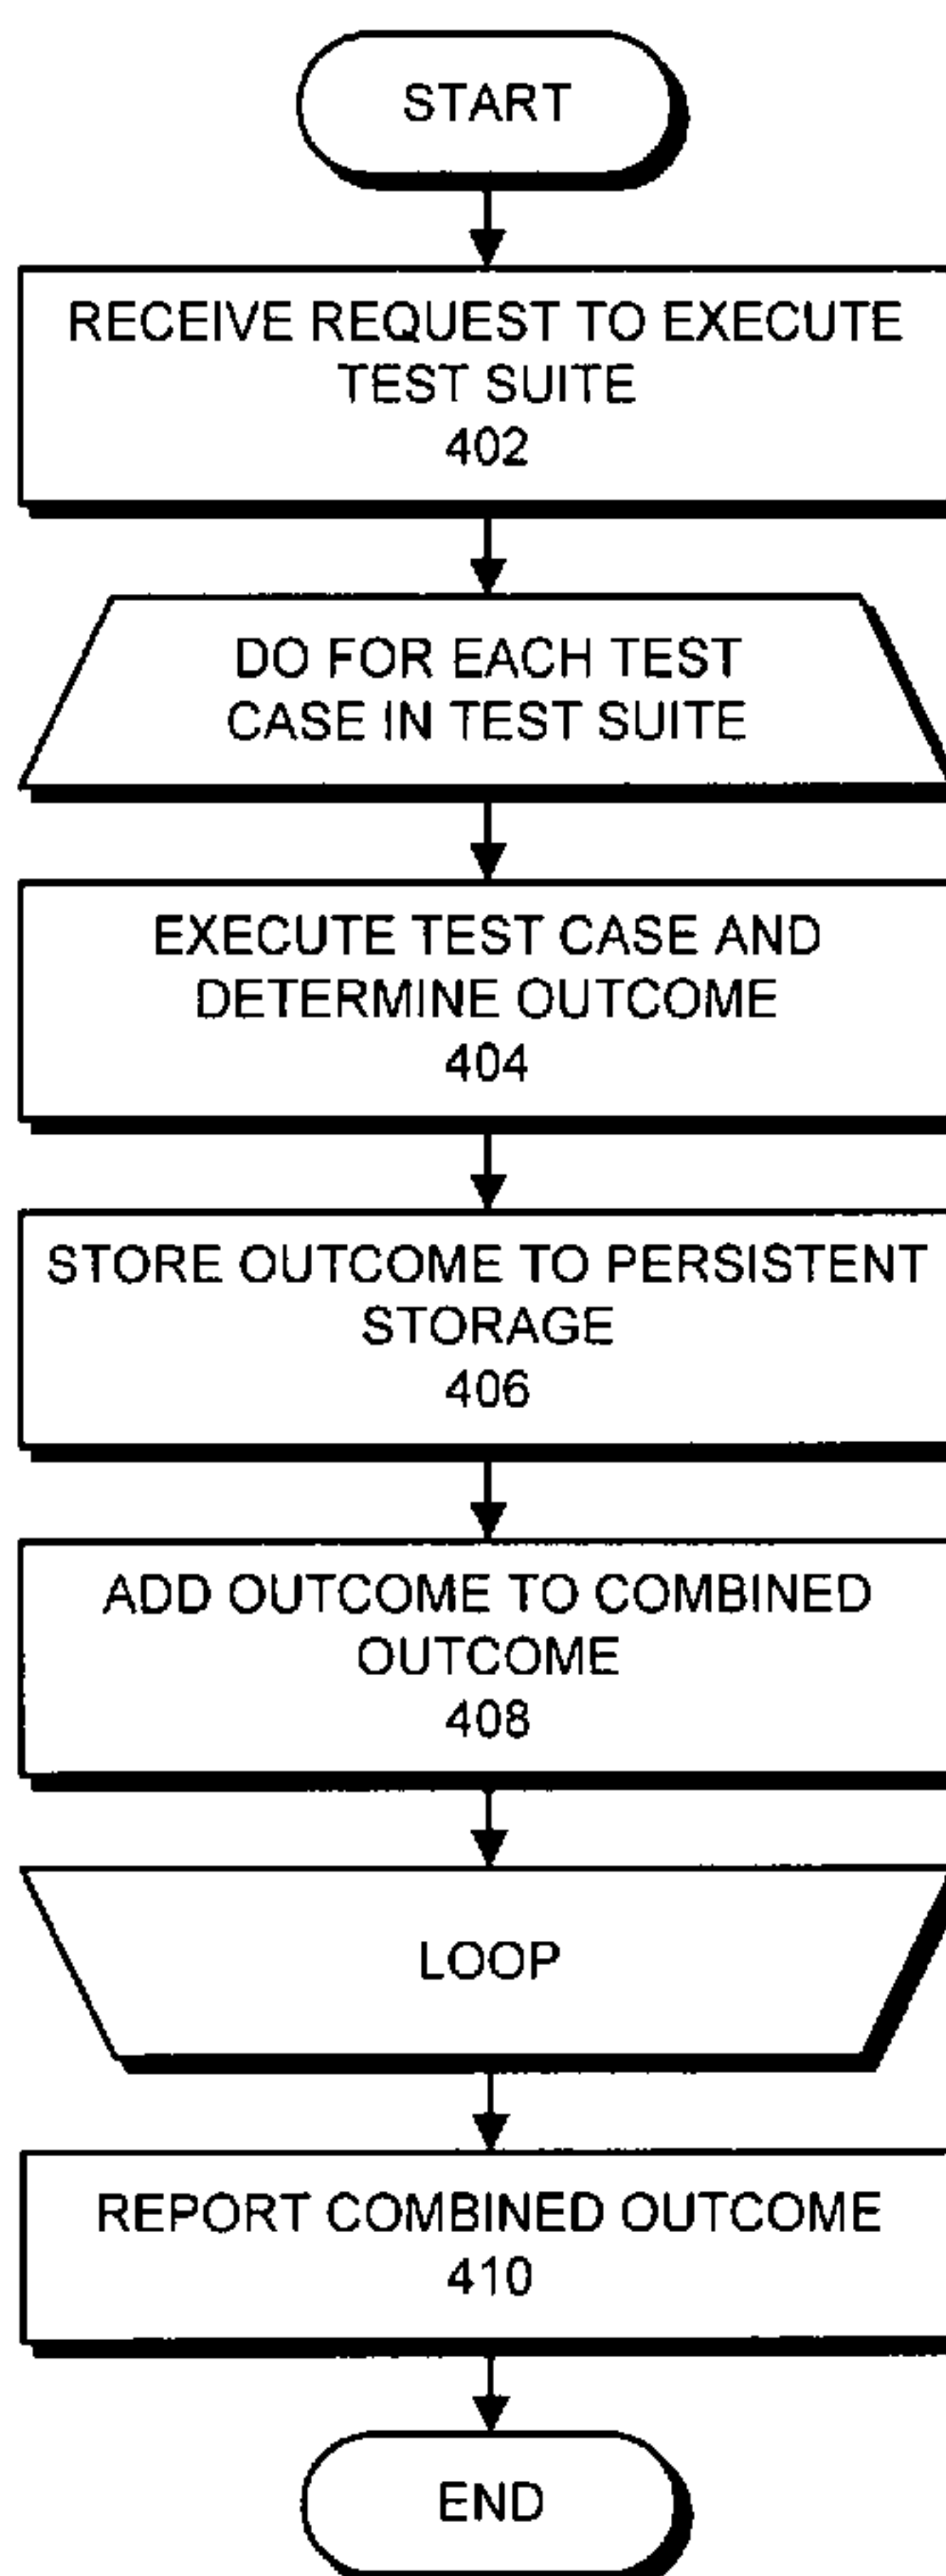 START
RECEIVE REQUEST TO EXECUTE
TEST SUITE
402
DO FOR EACH TEST
CASE IN TEST SUITE
EXECUTE TEST CASE AND
DETERMINE OUTCOME
404
STORE OUTCOME TO PERSISTENT
STORAGE
406
ADD OUTCOME TO COMBINED
OUTCOME
408
LOOP
REPORT COMBINED OUTCOME
410
END